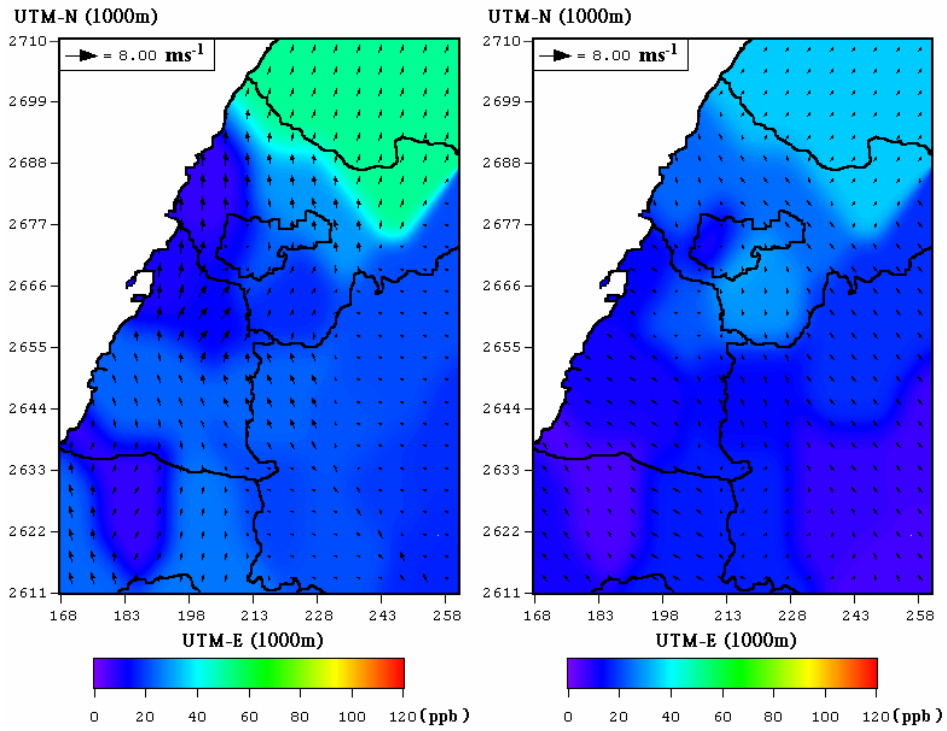 UTM-N (1000m)
2710
2699
2688
2677
2666
2655
2644
2633
2622
2611
= 8.00 ms-1
168 183 198 213 228 243 258
UTM-E (1000m)
0 20 40 60 80 100 120 (ppb)
UTM-N (1000m)
2710
2699
2688
2677
2666
2655
2644
2633
2622
2611
= 8.00 ms-1
168 183 198 213 228 243 258
UTM-E (1000m)
0 20 40 60 80 100 120 (ppb)